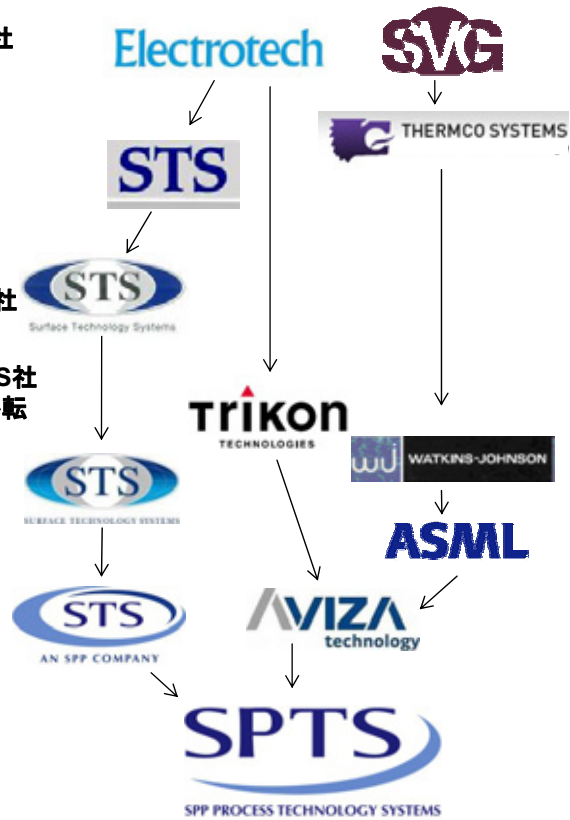 社
Electrotech
SVG
THERMCO SYSTEMS
STS
STS
社
Surface Technology Systems
S社
転
TRIKON
TECHNOLOGIES
wj WATKINS-JOHNSON
STS
SURFACE TECHNOLOGY SYSTEMS
ASML
STS
AN SPP COMPANY
AVIZA
technology
SPTS
SPP PROCESS TECHNOLOGY SYSTEMS